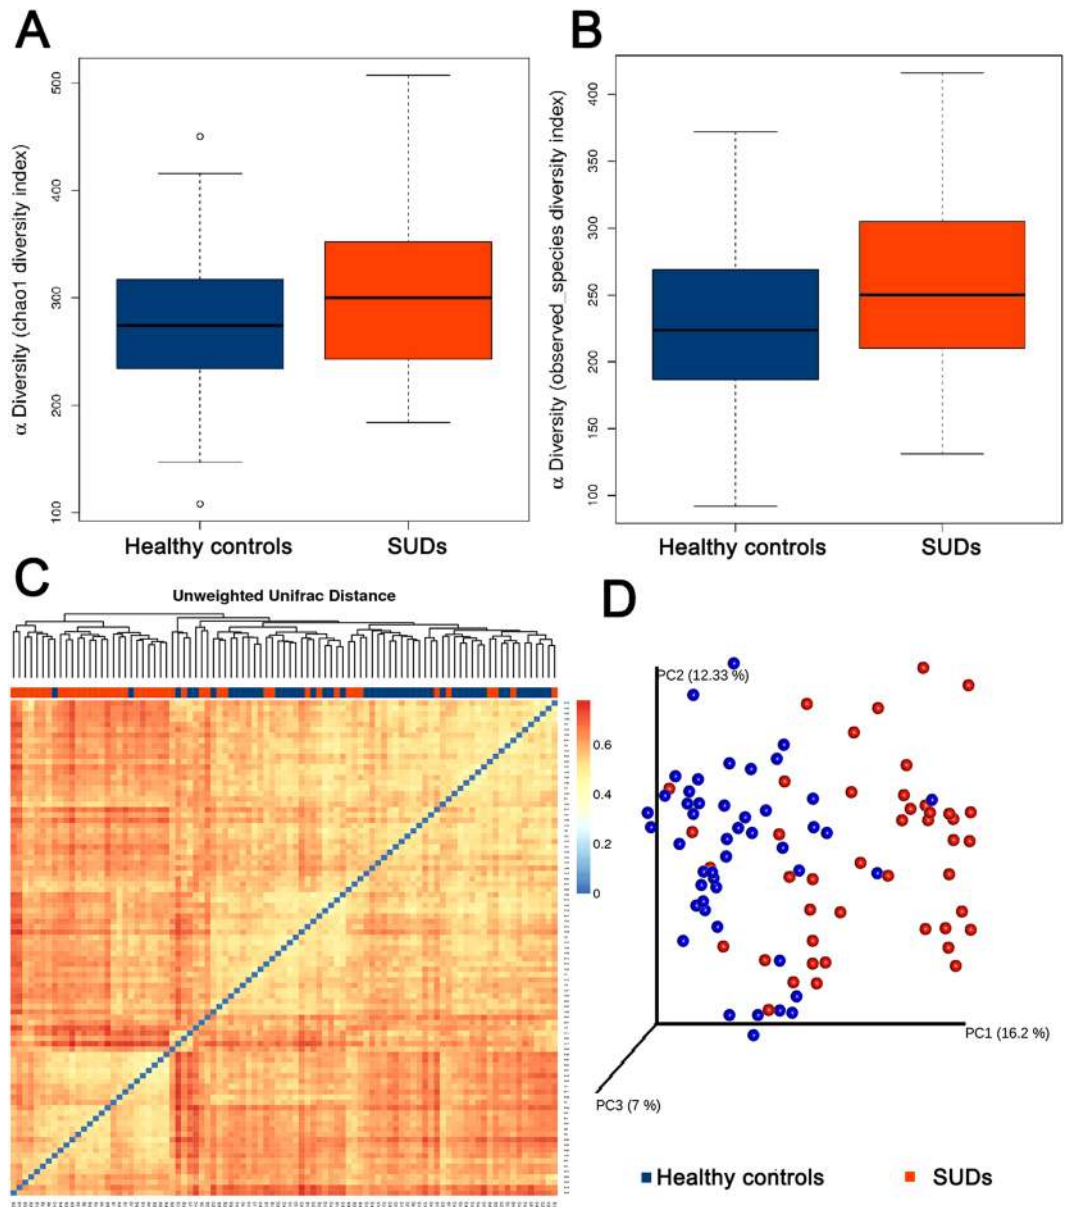 A
α Diversity (chao1 diversity index)
500
400
300
200
100
Healthy controls
SUDs
B
α Diversity (observed_species diversity index)
400
350
300
250
200
150
100
Healthy controls
SUDs
C
Unweighted Unifrac Distance
0.6
0.4
0.2
0
D
PC2 (12.33 %)
PC1 (16.2 %)
PC3 (7 %)
Healthy controls
SUDs